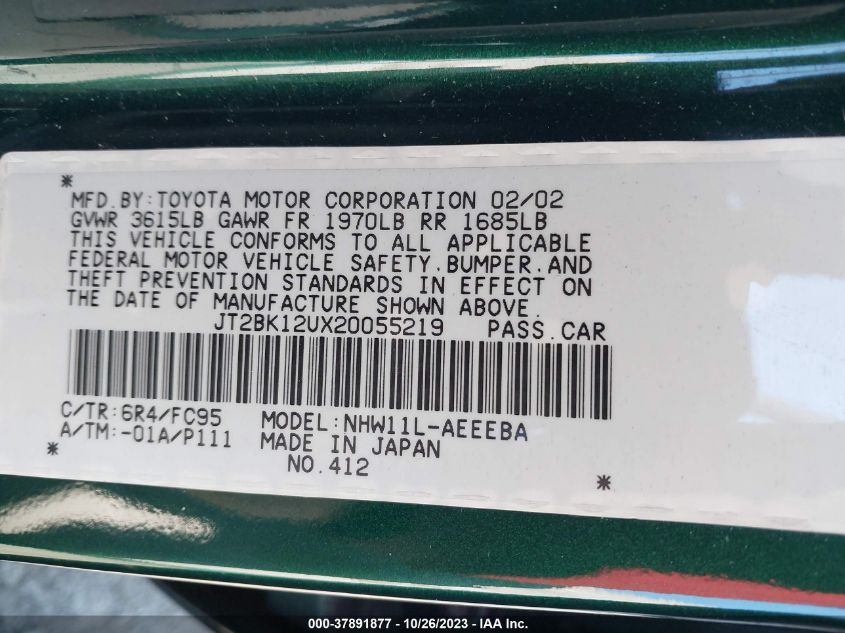 *
MFD.BY:TOYOTA MOTOR CORPORATION 02/02
GVWR 3615LB GAWR FR 1970LB RR 1685LB
THIS VEHICLE CONFORMS TO ALL APPLICABLE
FEDERAL MOTOR VEHICLE SAFETY.BUMPER.AND
THEFT PREVENTION STANDARDS IN EFFECT ON
THE DATE OF MANUFACTURE SHOWN ABOVE.
JT2BK12UX20055219 PASS.CAR
C/TR:6R4/FC95 MODEL:NHW11L-AEEEBA
A/TM:-01A/P111 MADE IN JAPAN
* NO.412 *
000-37891877 - 10/26/2023 - IAA Inc.